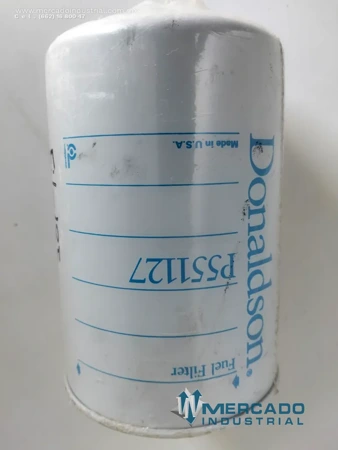 Donaldson.
Made in U.S.A.
P551127
Fuel Filter
MERCADO
INDUSTRIAL